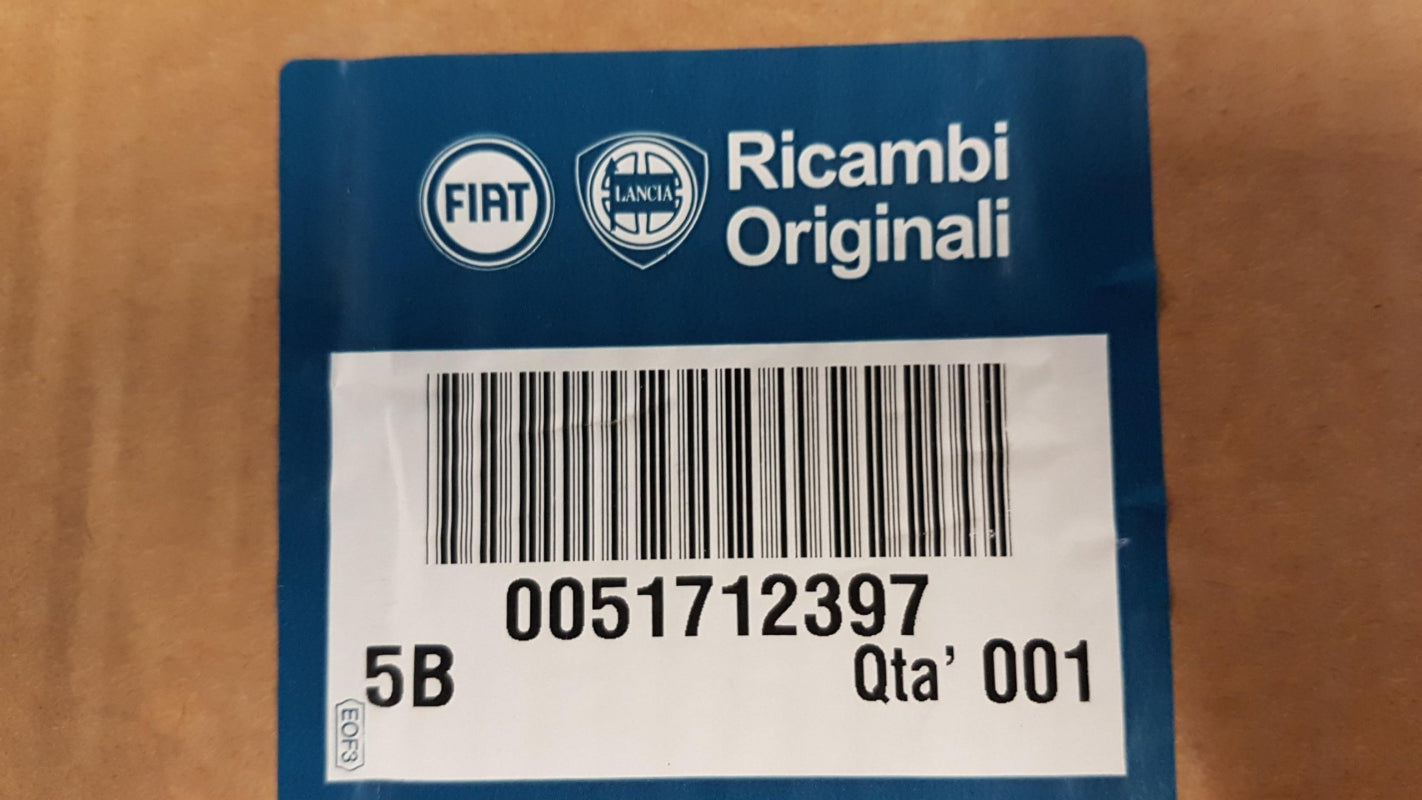 FIAT
LANCIA
Ricambi
Originali
0051712397
5B
Qta' 001
EOF3